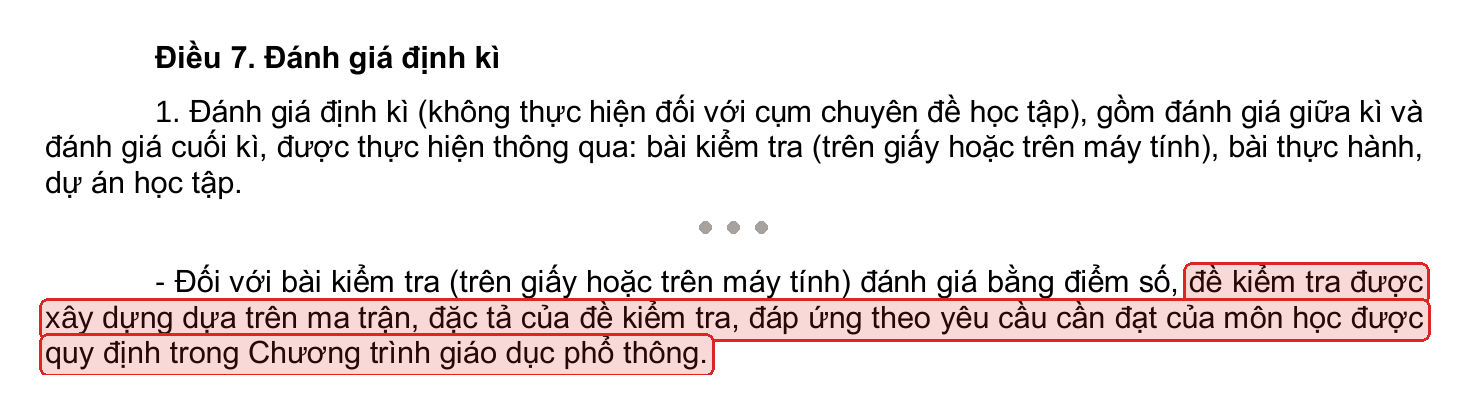 Điều 7. Đánh giá định kì
1. Đánh giá định kì (không thực hiện đối với cụm chuyên đề học tập), gồm đánh giá giữa kì và
đánh giá cuối kì, được thực hiện thông qua: bài kiểm tra (trên giấy hoặc trên máy tính), bài thực hành,
dự án học tập.
- Đối với bài kiểm tra (trên giấy hoặc trên máy tính) đánh giá bằng điểm số, đề kiểm tra được
xây dựng dựa trên ma trận, đặc tả của đề kiểm tra, đáp ứng theo yêu cầu cần đạt của môn học được
quy định trong Chương trình giáo dục phổ thông.